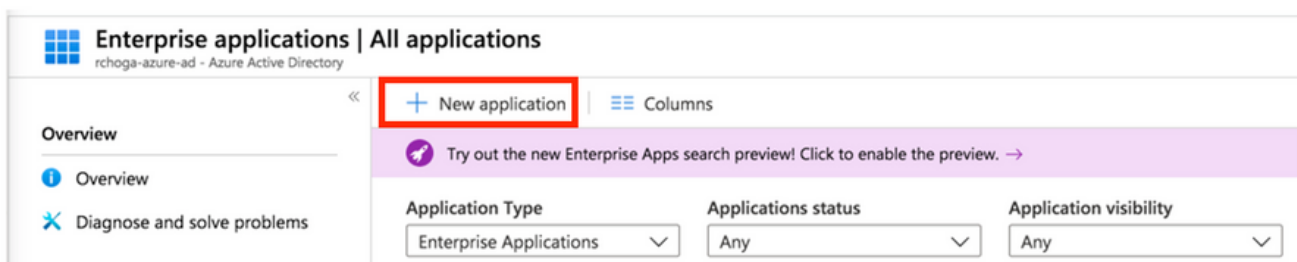 Enterprise applications | All applications
rchoga-azure-ad - Azure Active Directory
«
+ New application
Columns
Overview
Try out the new Enterprise Apps search preview! Click to enable the preview. →
Overview
Diagnose and solve problems
Application Type
Applications status
Application visibility
Enterprise Applications
Any
Any